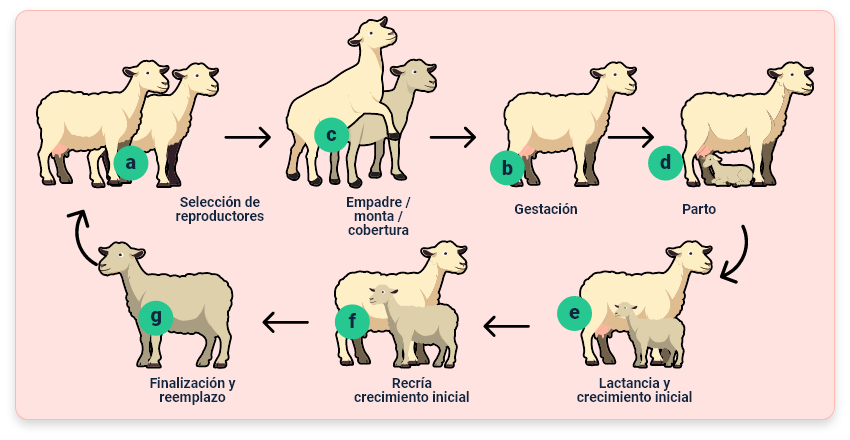 a
Selección de
reproductores
c
Empadre /
monta /
cobertura
b
Gestación
d
Parto
e
Lactancia y
crecimiento inicial
f
Recría
crecimiento inicial
g
Finalización y
reemplazo